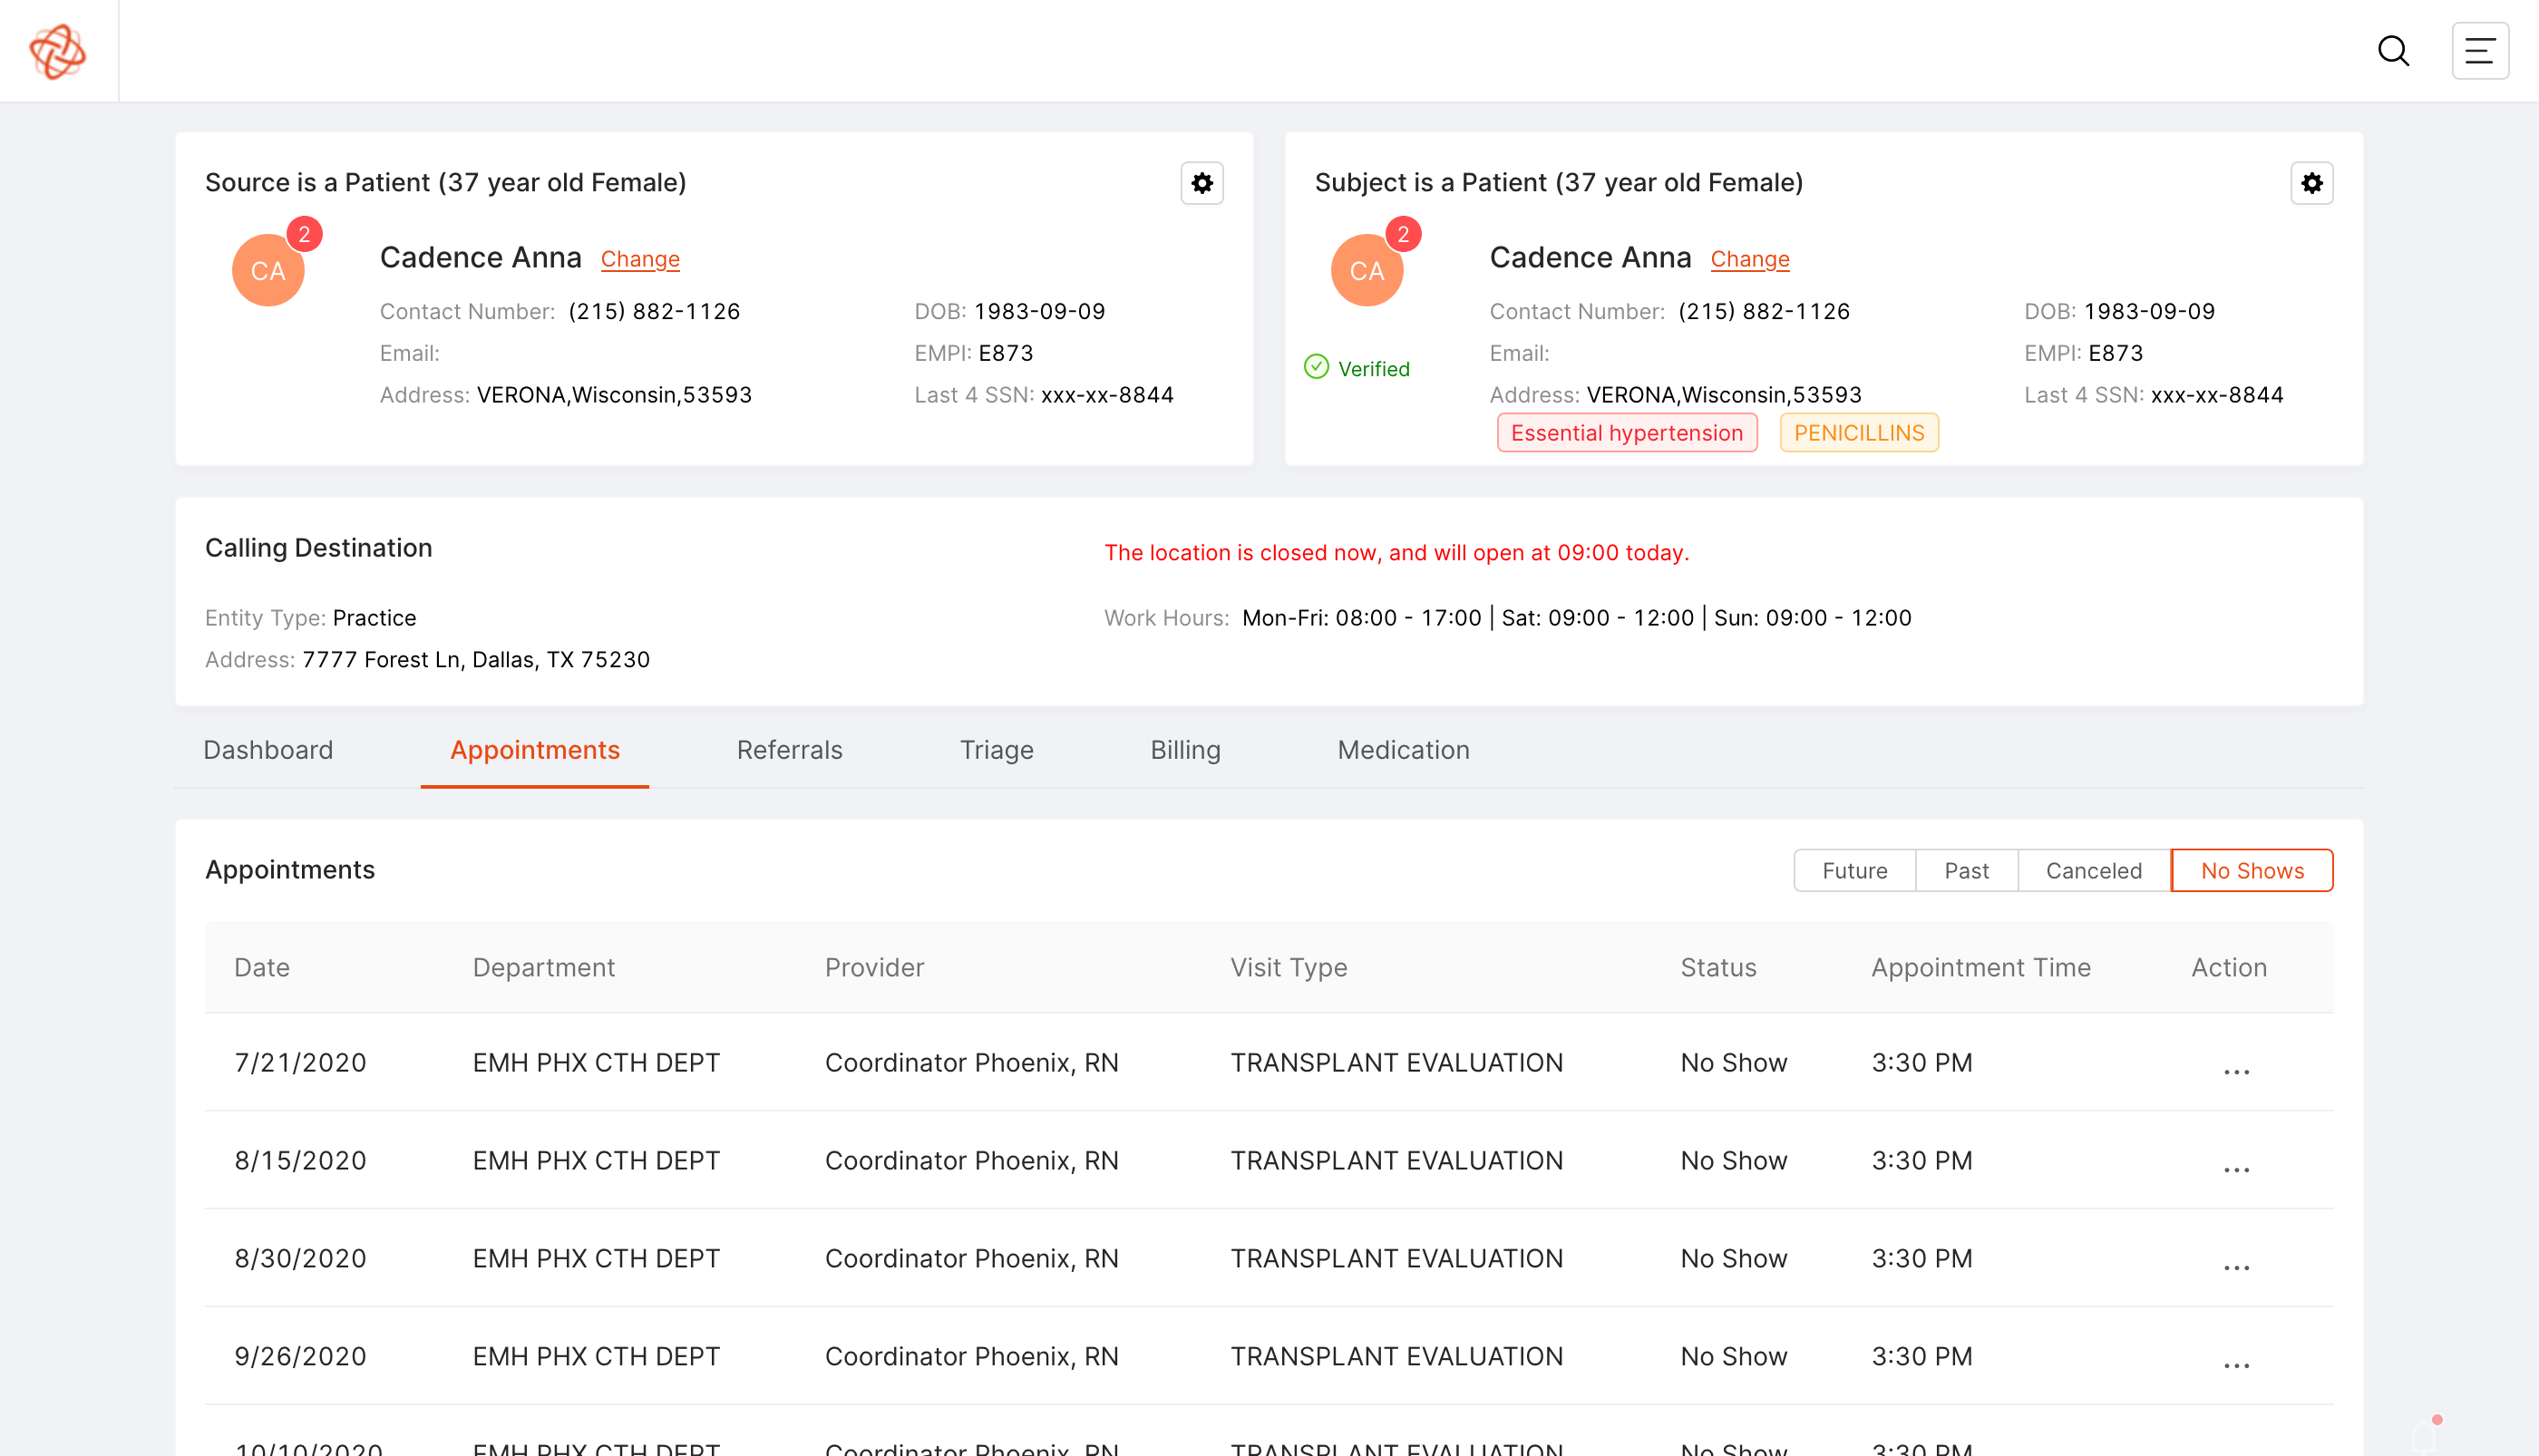 Source is a Patient (37 year old Female)
2
CA
Cadence Anna Change
Contact Number: (215) 882-1126 DOB: 1983-09-09
Email: EMPI: E873
Address: VERONA,Wisconsin,53593 Last 4 SSN: xxx-xx-8844
Subject is a Patient (37 year old Female)
2
CA
Verified
Cadence Anna Change
Contact Number: (215) 882-1126 DOB: 1983-09-09
Email: EMPI: E873
Address: VERONA,Wisconsin,53593 Last 4 SSN: xxx-xx-8844
Essential hypertension PENICILLINS
Calling Destination The location is closed now, and will open at 09:00 today.
Entity Type: Practice Work Hours: Mon-Fri: 08:00 - 17:00 | Sat: 09:00 - 12:00 | Sun: 09:00 - 12:00
Address: 7777 Forest Ln, Dallas, TX 75230
Dashboard Appointments Referrals Triage Billing Medication
Appointments Future Past Canceled No Shows
Date Department Provider Visit Type Status Appointment Time Action
7/21/2020 EMH PHX CTH DEPT Coordinator Phoenix, RN TRANSPLANT EVALUATION No Show 3:30 PM ...
8/15/2020 EMH PHX CTH DEPT Coordinator Phoenix, RN TRANSPLANT EVALUATION No Show 3:30 PM ...
8/30/2020 EMH PHX CTH DEPT Coordinator Phoenix, RN TRANSPLANT EVALUATION No Show 3:30 PM ...
9/26/2020 EMH PHX CTH DEPT Coordinator Phoenix, RN TRANSPLANT EVALUATION No Show 3:30 PM ...
10/10/2020 EMH PHX CTH DEPT Coordinator Phoenix, RN TRANSPLANT EVALUATION No Show 3:30 PM